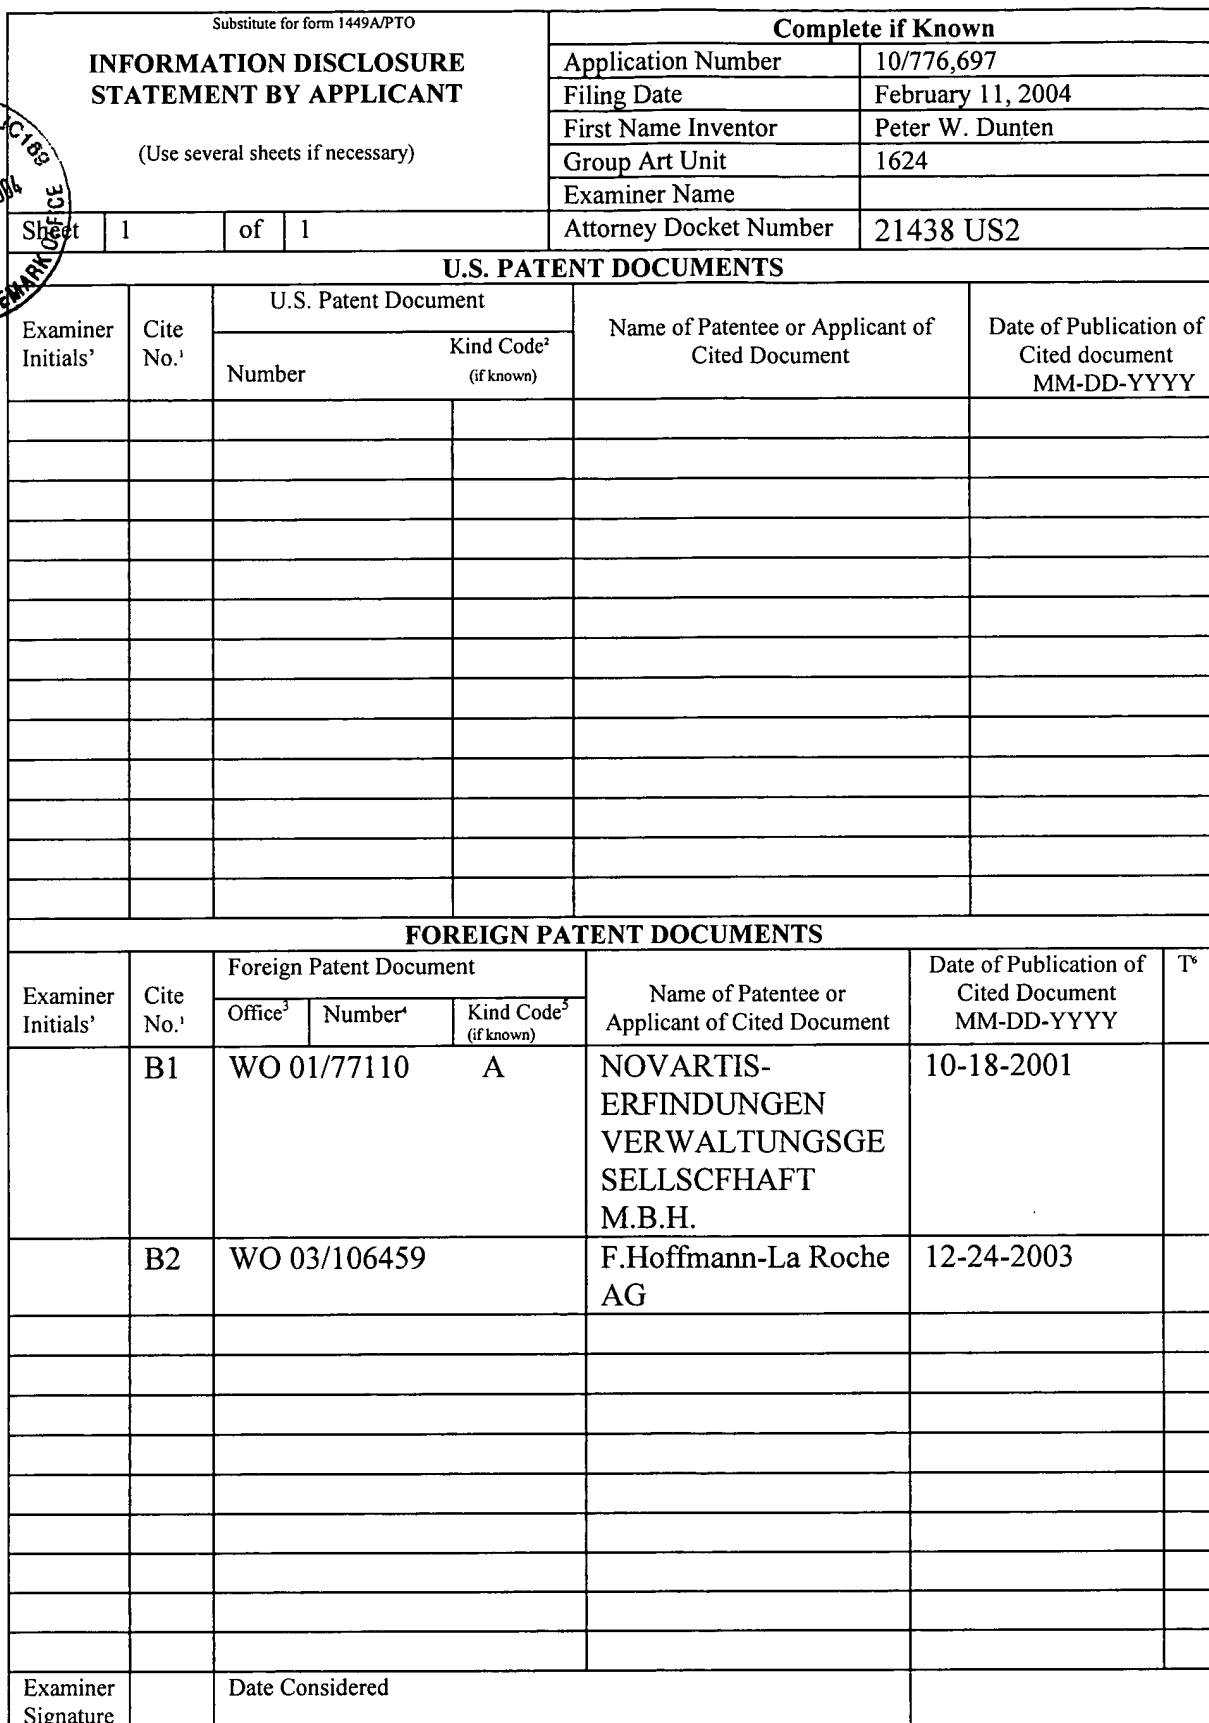 Substitute for form 1449A/PTO
INFORMATION DISCLOSURE
STATEMENT BY APPLICANT
(Use several sheets if necessary)
Sheet 1 of 1
Complete if Known
Application Number 10/776,697
Filing Date February 11, 2004
First Name Inventor Peter W. Dunten
Group Art Unit 1624
Examiner Name
Attorney Docket Number 21438 US2
U.S. PATENT DOCUMENTS
Examiner
Initials’
Cite
No.¹
U.S. Patent Document
Number
Kind Code²
(if known)
Name of Patentee or Applicant of
Cited Document
Date of Publication of
Cited document
MM-DD-YYYY
FOREIGN PATENT DOCUMENTS
Examiner
Initials’
Cite
No.¹
Foreign Patent Document
Office³
Number⁴
Kind Code⁵
(if known)
Name of Patentee or
Applicant of Cited Document
Date of Publication of
Cited Document
MM-DD-YYYY
T⁶
B1 WO 01/77110 A NOVARTIS- 10-18-2001
ERFINDUNGEN
VERWALTUNGSGE
SELLSCFHAFT
M.B.H.
B2 WO 03/106459 F.Hoffmann-La Roche 12-24-2003
AG
Examiner
Signature
Date Considered